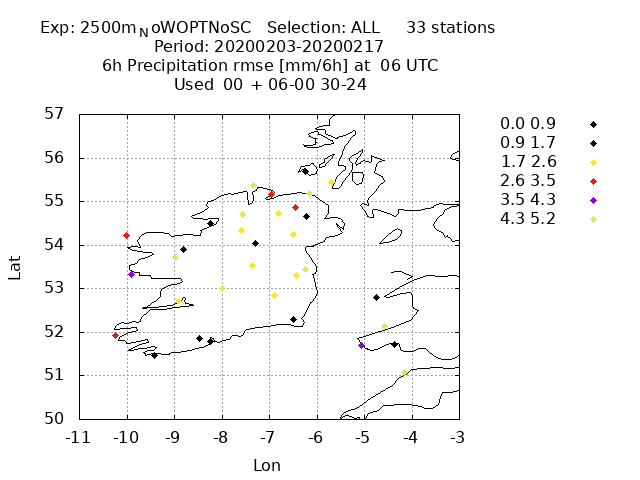 Exp: 2500mNoWOPTNoSC   Selection: ALL     33 stations
Period: 20200203-20200217
6h Precipitation rmse [mm/6h] at  06 UTC
Used  00 + 06-00 30-24
57
56
55
54
53
52
51
50
Lat
-11 -10 -9 -8 -7 -6 -5 -4 -3
Lon
0.0 0.9
0.9 1.7
1.7 2.6
2.6 3.5
3.5 4.3
4.3 5.2